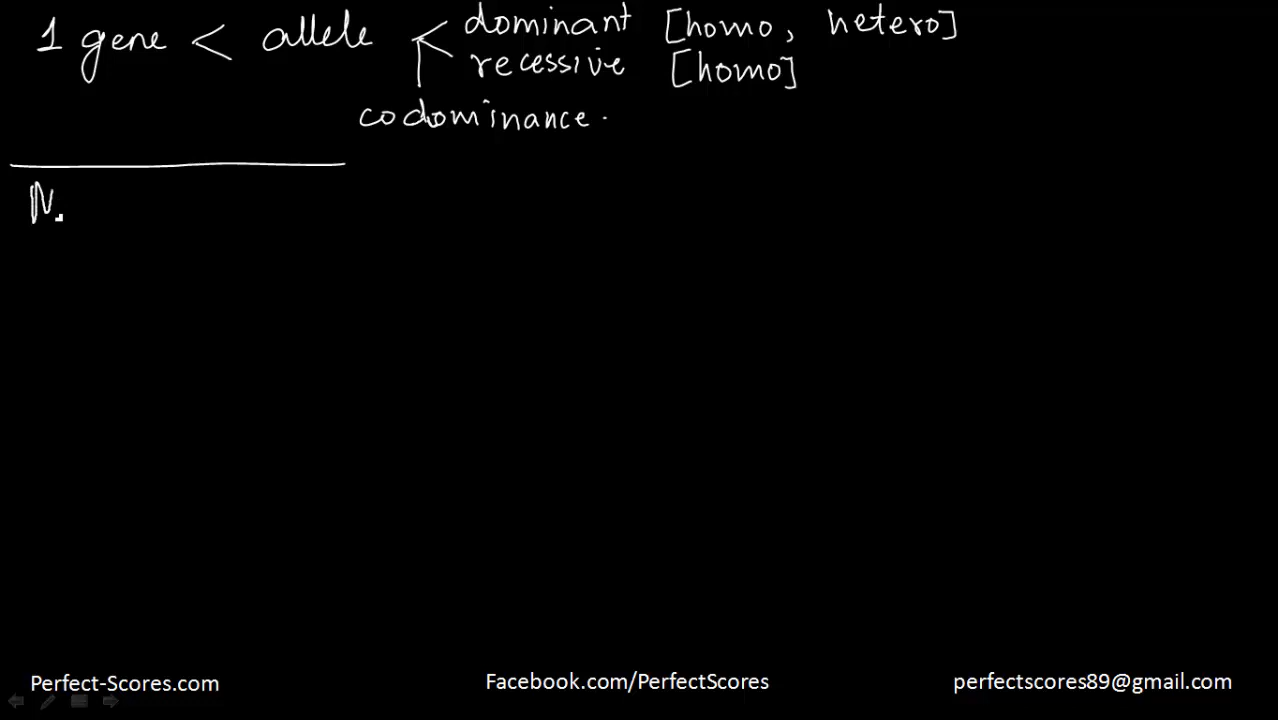 1 gene < allele < dominant [homo, hetero]
recessive [homo]
codominance.
N
Perfect-Scores.com Facebook.com/PerfectScores perfectscores89@gmail.com